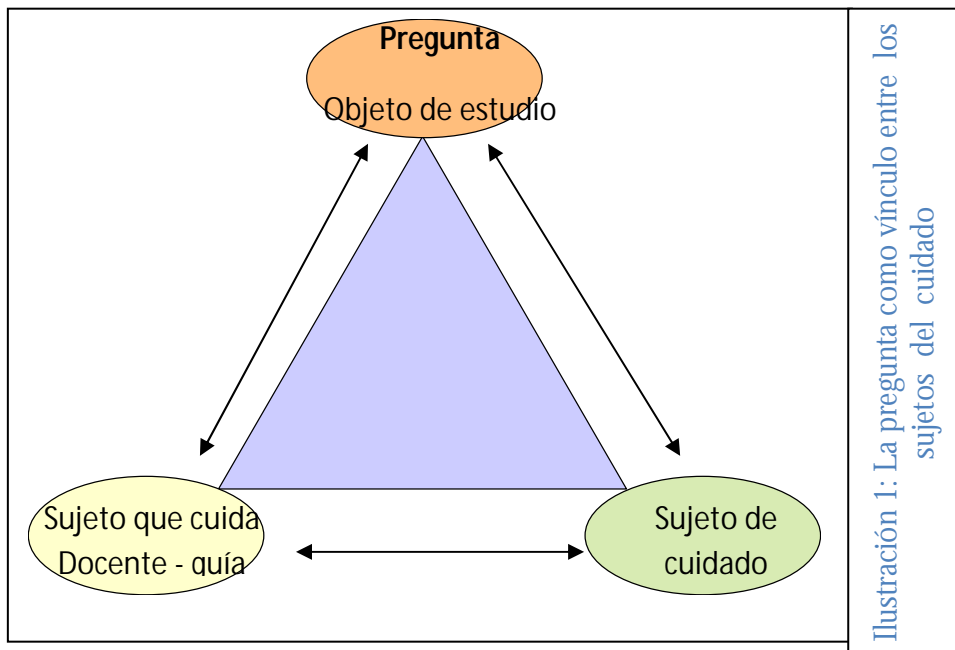 Pregunta
Objeto de estudio
Sujeto que cuida
Docente - guía
Sujeto de
cuidado
Ilustración 1: La pregunta como vínculo entre los
sujetos del cuidado